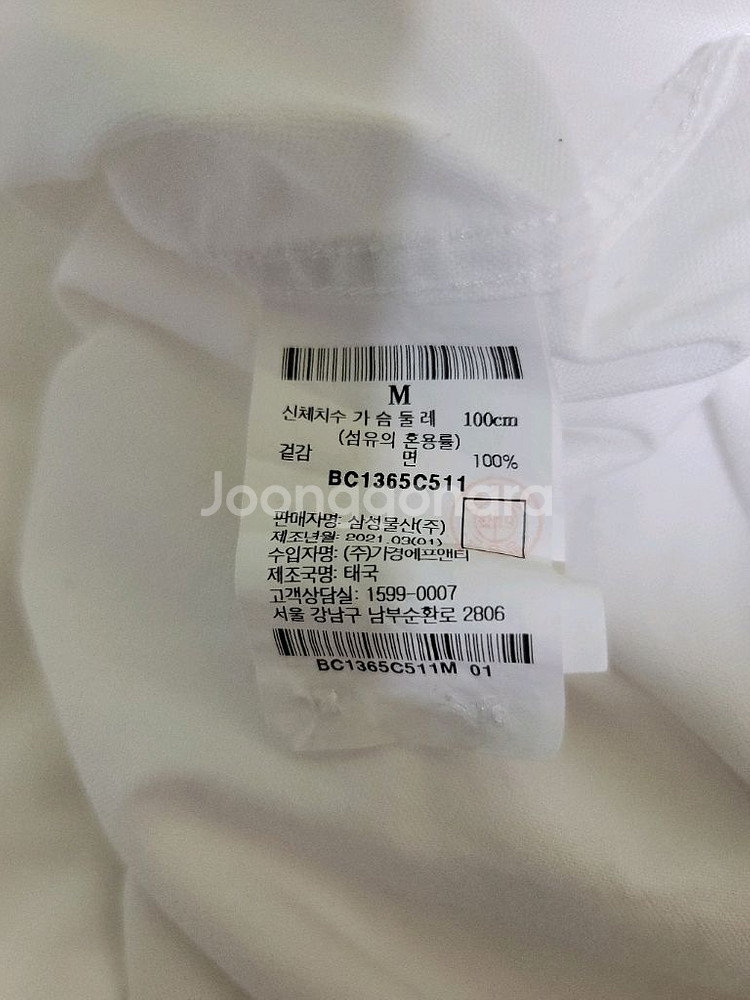 M
신체치수 가슴둘레 100cm
(섬유의 혼용률)
겉감 면 100%
BC1365C511
Joonggonara
판매자명: 삼성물산(주)
제조년월: 2021.03(01)
수입자명: (주)가경에프앤티
제조국명: 태국
고객상담실: 1599-0007
서울 강남구 남부순환로 2806
BC1365C511M 01